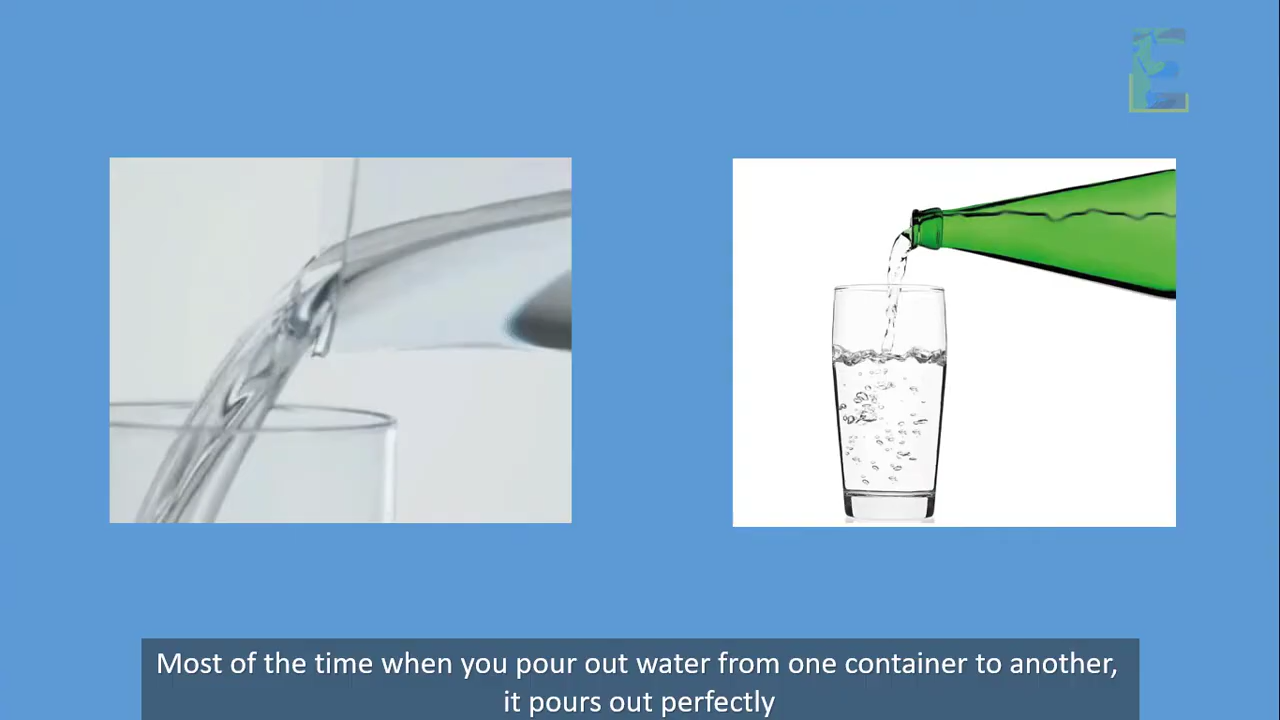 E
Most of the time when you pour out water from one container to another,
it pours out perfectly